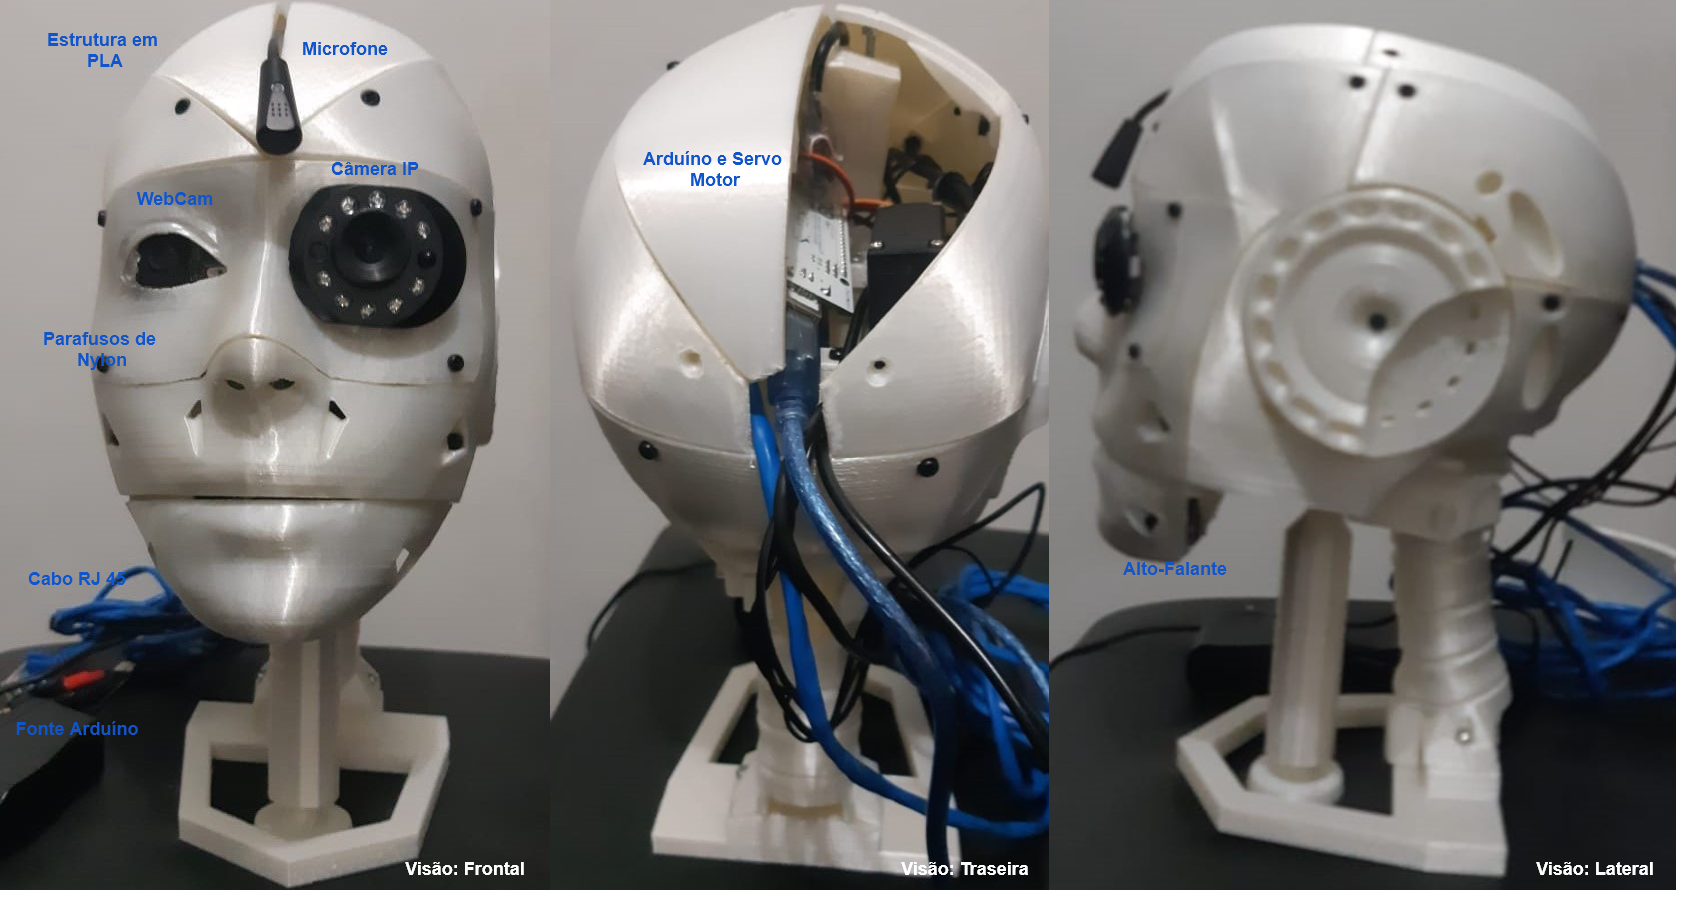 Estrutura em
PLA
Microfone
Câmera IP
WebCam
Parafusos de
Nylon
Cabo RJ 45
Fonte Arduíno
Visão: Frontal
Arduíno e Servo
Motor
Visão: Traseira
Alto-Falante
Visão: Lateral